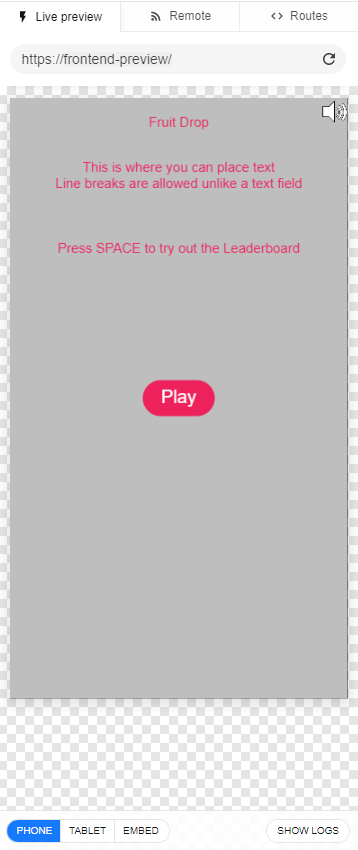 Live preview
Remote
Routes
https://frontend-preview/
Fruit Drop
This is where you can place text
Line breaks are allowed unlike a text field
Press SPACE to try out the Leaderboard
Play
PHONE
TABLET
EMBED
SHOW LOGS